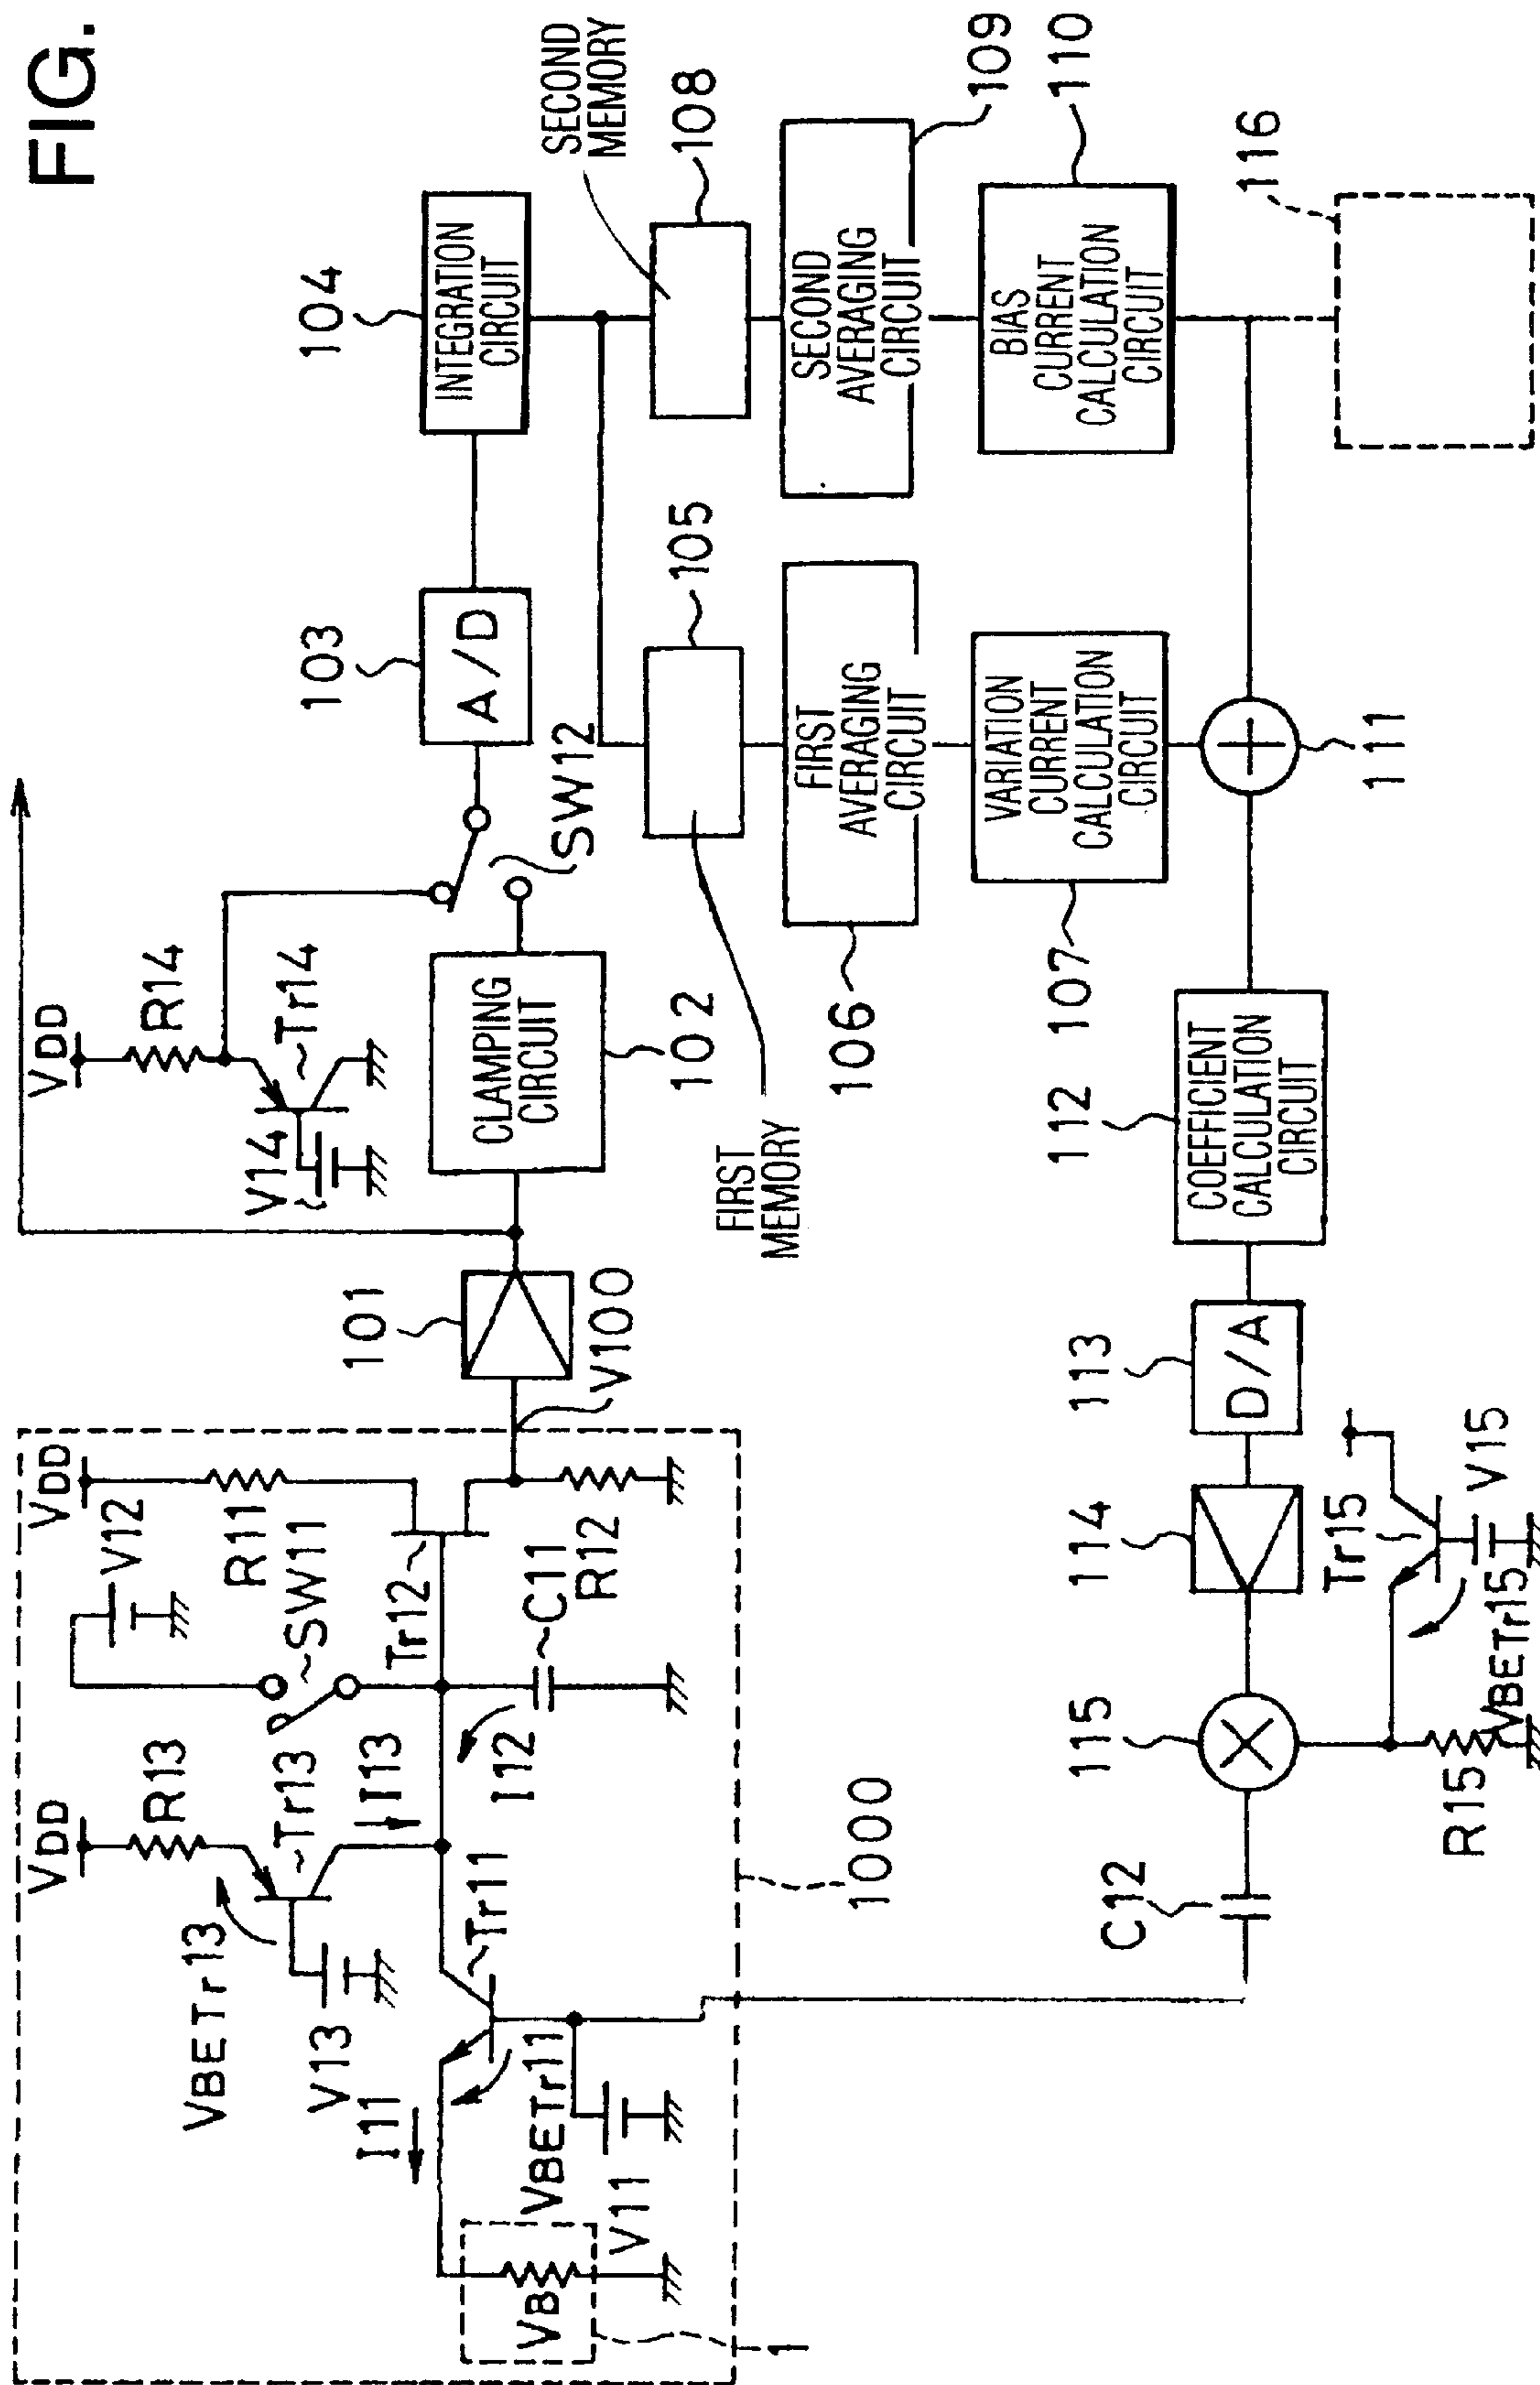 FIG.
VDD
V12
R11
SW11
Tr12
C11
R12
VDD
R13
Tr13
I13
I12
VBETr13
V13
Tr11
I11
VBETr11
V11
VB
1
1000
V100
101
VDD
R14
Tr14
V14
CLAMPING
CIRCUIT
102
SW12
103
A/D
104
INTEGRATION
CIRCUIT
SECOND
MEMORY
108
SECOND
AVERAGING
CIRCUIT
109
BIAS
CURRENT
CALCULATION
CIRCUIT
110
116
FIRST
MEMORY
105
FIRST
AVERAGING
CIRCUIT
106
VARIATION
CURRENT
CALCULATION
CIRCUIT
107
111
112
COEFFICIENT
CALCULATION
CIRCUIT
113
D/A
114
Tr15
V15
VBETr15
115
R15
C12